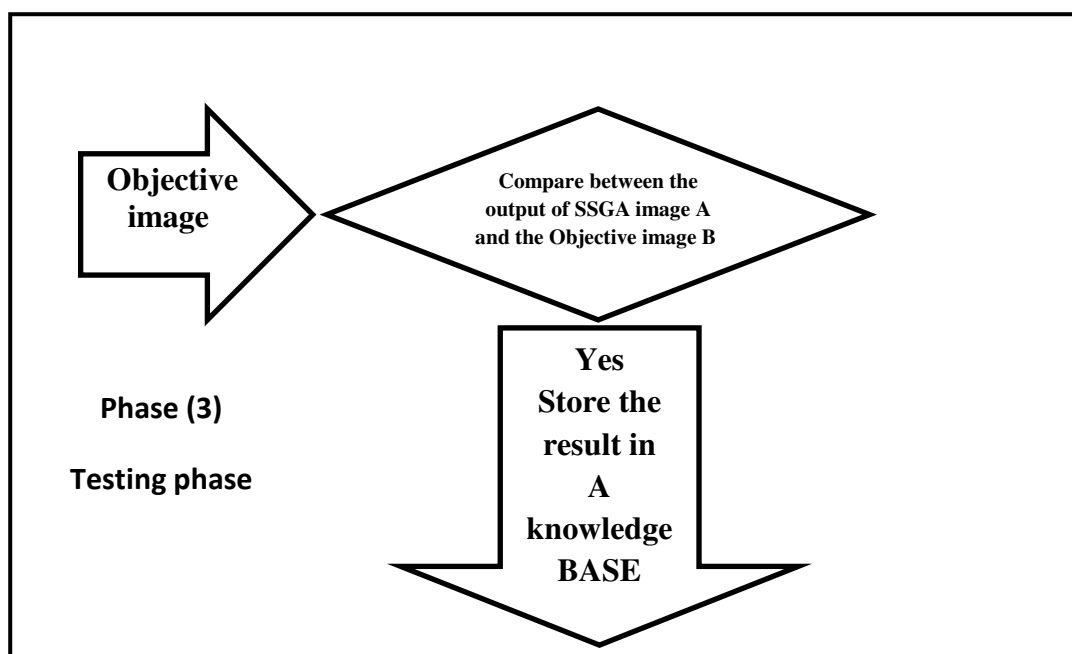 Objective
image
Compare between the
output of SSGA image A
and the Objective image B
Yes
Store the
result in
A
knowledge
BASE
Phase (3)
Testing phase